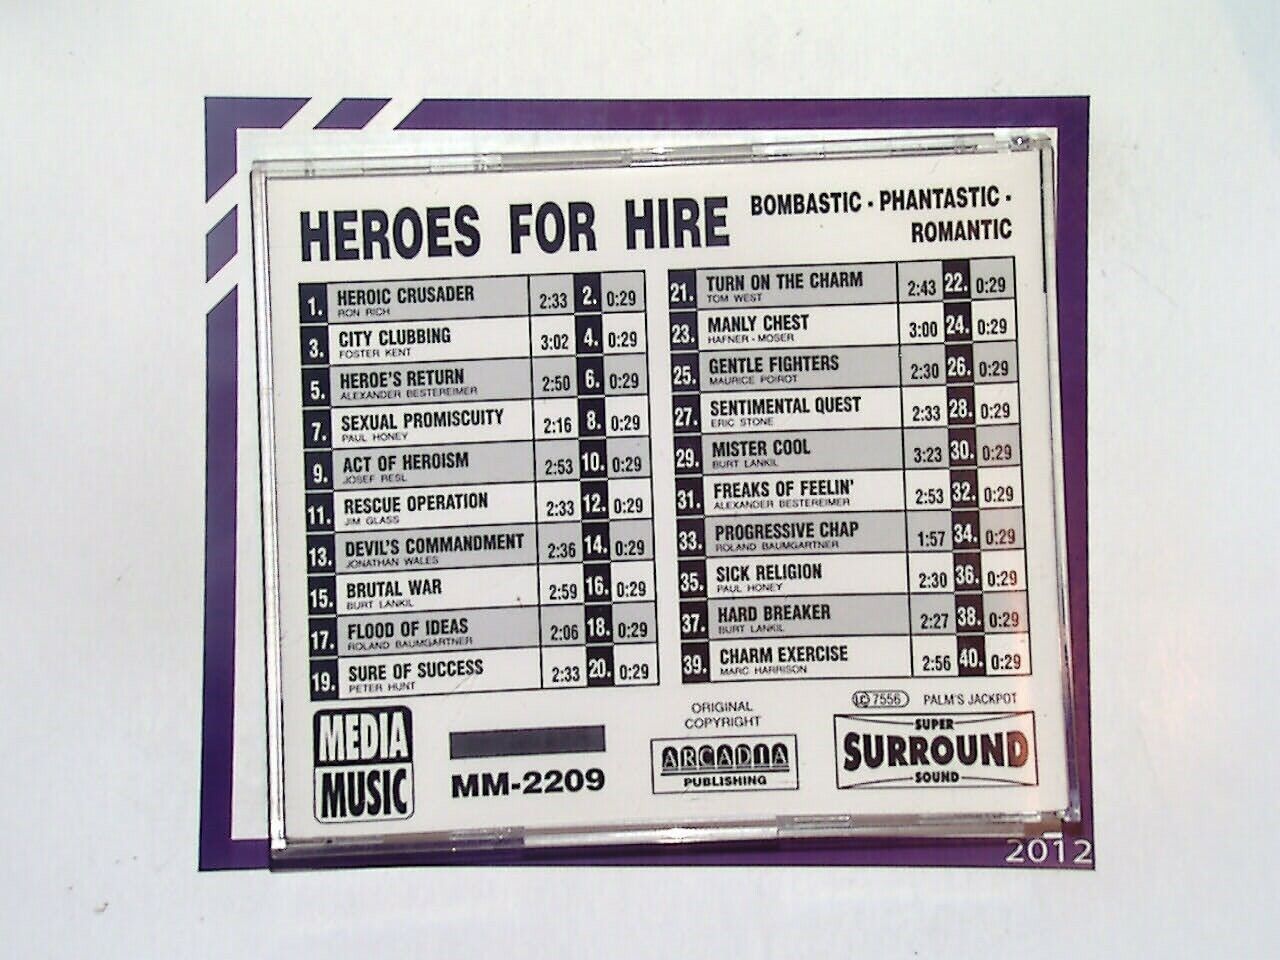 HEROES FOR HIRE
BOMBASTIC · PHANTASTIC ·
ROMANTIC
1. HEROIC CRUSADER 2:33 2. 0:29
RON RICH
3. CITY CLUBBING 3:02 4. 0:29
FOSTER KENT
5. HEROE'S RETURN 2:50 6. 0:29
ALEXANDER BESTEREIMER
7. SEXUAL PROMISCUITY 2:16 8. 0:29
PAUL HONEY
9. ACT OF HEROISM 2:53 10. 0:29
JOSEF RESL
11. RESCUE OPERATION 2:33 12. 0:29
JIM GLASS
13. DEVIL'S COMMANDMENT 2:36 14. 0:29
JONATHAN WALES
15. BRUTAL WAR 2:59 16. 0:29
BURT LANKIL
17. FLOOD OF IDEAS 2:06 18. 0:29
ROLAND BAUMGARTNER
19. SURE OF SUCCESS 2:33 20. 0:29
PETER HUNT
21. TURN ON THE CHARM 2:43 22. 0:29
TOM WEST
23. MANLY CHEST 3:00 24. 0:29
HAFNER - MOSER
25. GENTLE FIGHTERS 2:30 26. 0:29
MAURICE POIROT
27. SENTIMENTAL QUEST 2:33 28. 0:29
ERIC STONE
29. MISTER COOL 3:23 30. 0:29
BURT LANKIL
31. FREAKS OF FEELIN' 2:53 32. 0:29
ALEXANDER BESTEREIMER
33. PROGRESSIVE CHAP 1:57 34. 0:29
ROLAND BAUMGARTNER
35. SICK RELIGION 2:30 36. 0:29
PAUL HONEY
37. HARD BREAKER 2:27 38. 0:29
BURT LANKIL
39. CHARM EXERCISE 2:56 40. 0:29
MARC HARRISON
MEDIA
MUSIC
MM-2209
ORIGINAL
COPYRIGHT
ARCADIA
PUBLISHING
LC 7556 PALM'S JACKPOT
SUPER
SURROUND
SOUND
2012